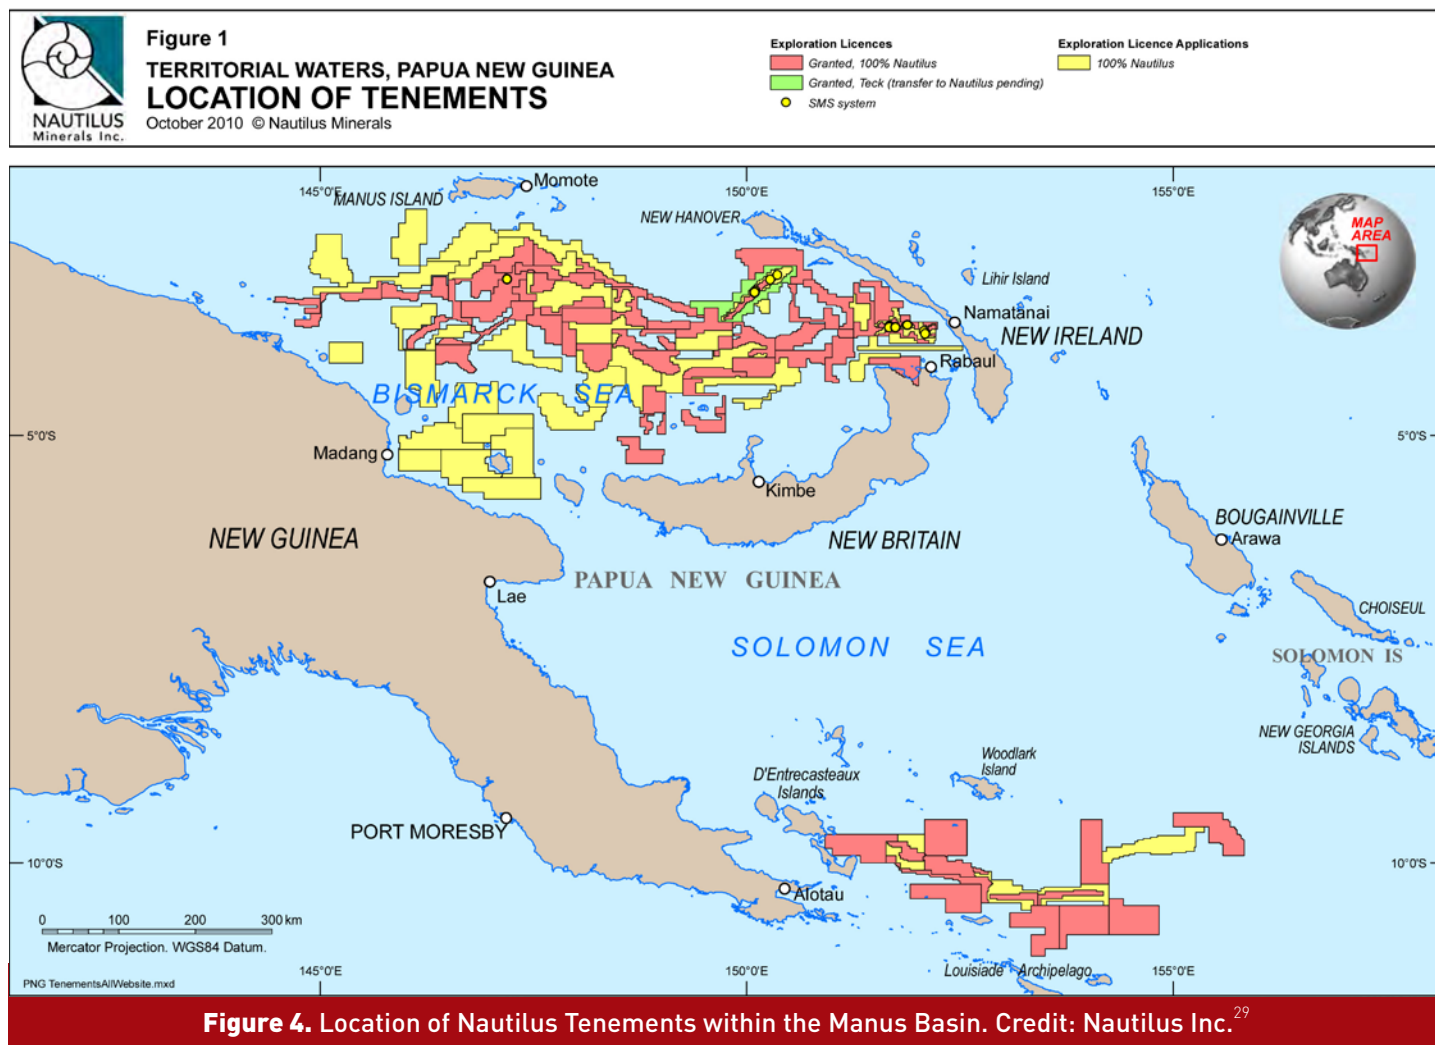 Figure 1
TERRITORIAL WATERS, PAPUA NEW GUINEA
LOCATION OF TENEMENTS
October 2010 © Nautilus Minerals
NAUTILUS
Minerals Inc.
Exploration Licences
Granted, 100% Nautilus
Granted, Teck (transfer to Nautilus pending)
SMS system
Exploration Licence Applications
100% Nautilus
145°0'E
150°0'E
155°0'E
MANUS ISLAND
Momote
NEW HANOVER
MAP
AREA
Lihir Island
Namatanai
NEW IRELAND
Rabaul
BISMARCK SEA
5°0'S
5°0'S
Madang
Kimbe
NEW GUINEA
NEW BRITAIN
BOUGAINVILLE
Arawa
PAPUA NEW GUINEA
Lae
CHOISEUL
SOLOMON SEA
SOLOMON IS
NEW GEORGIA
ISLANDS
Woodlark
Island
D'Entrecasteaux
Islands
PORT MORESBY
10°0'S
10°0'S
Alotau
0 100 200 300 km
Mercator Projection. WGS84 Datum.
Louisiade Archipelago
145°0'E
150°0'E
155°0'E
PNG TenementsAllWebsite.mxd
Figure 4. Location of Nautilus Tenements within the Manus Basin. Credit: Nautilus Inc.29